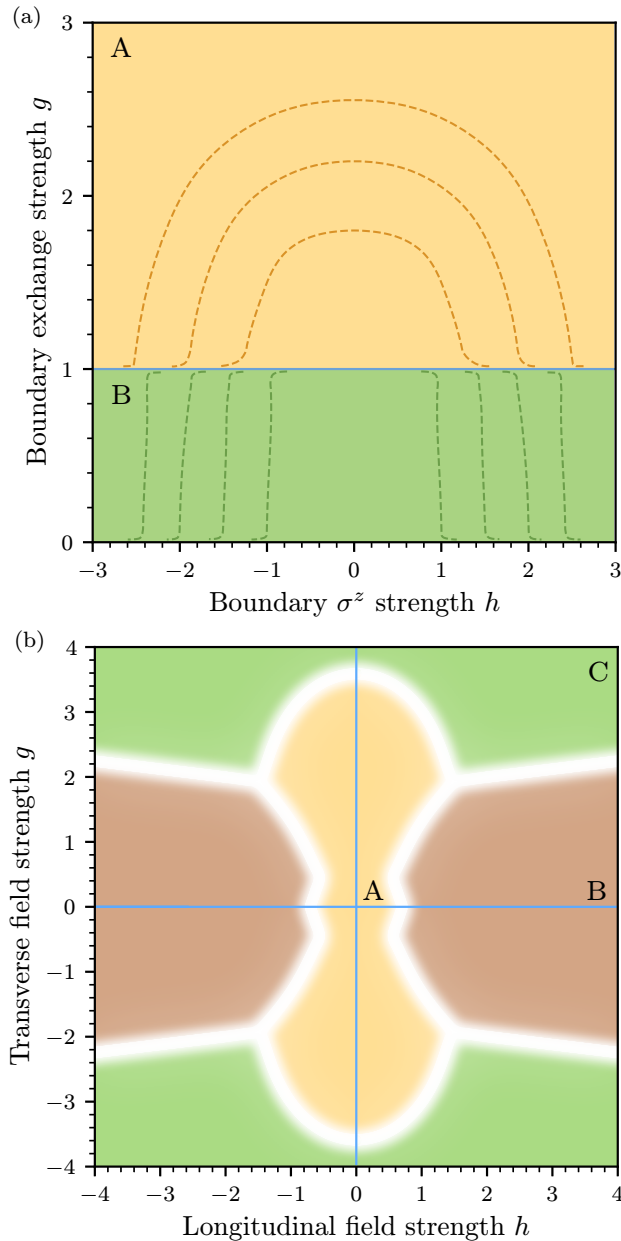 (a)
3
A
2
1
B
0
Boundary exchange strength g
−3
−2
−1
0
1
2
3
Boundary σ^z strength h
(b)
4
C
3
2
1
A
B
0
−1
−2
−3
−4
Transverse field strength g
−4
−3
−2
−1
0
1
2
3
4
Longitudinal field strength h